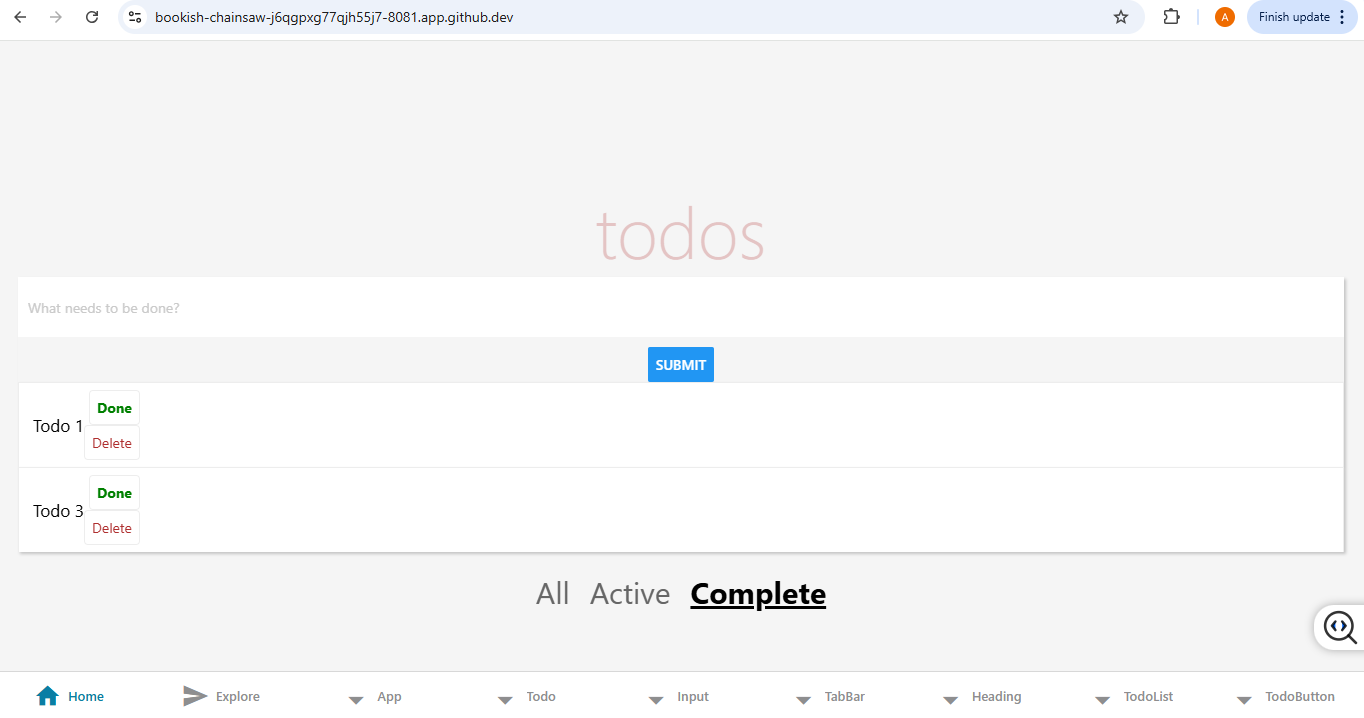 bookish-chainsaw-j6qgpxg77qjh55j7-8081.app.github.dev
A
Finish update
todos
What needs to be done?
SUBMIT
Todo 1
Done
Delete
Todo 3
Done
Delete
All Active Complete
Home Explore App Todo Input TabBar Heading TodoList TodoButton